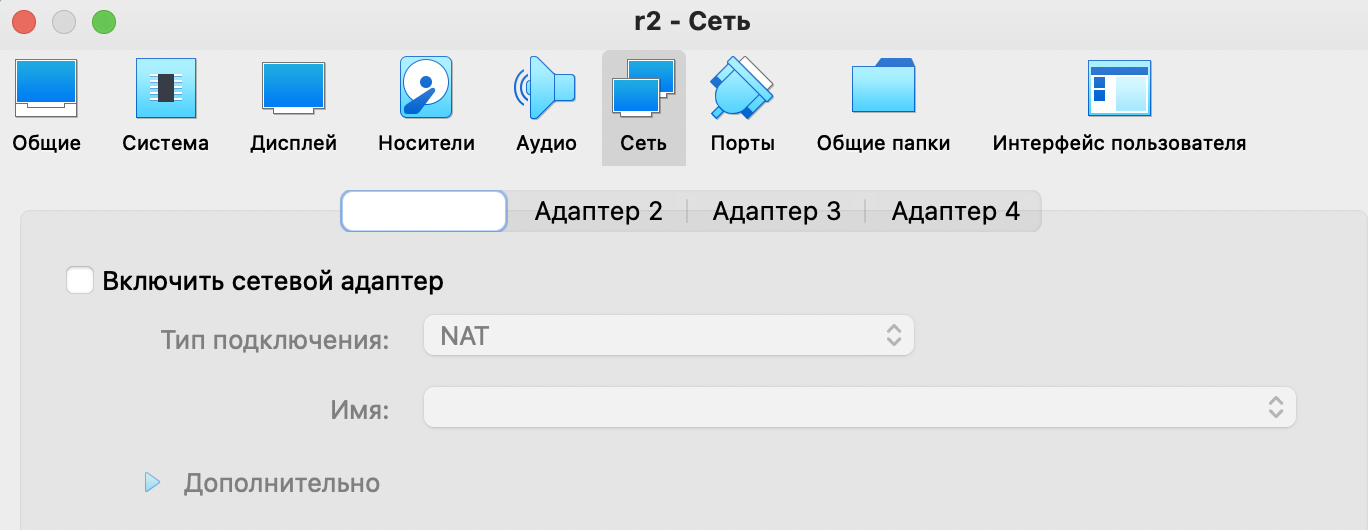 r2 - Сеть
Общие Система Дисплей Носители Аудио Сеть Порты Общие папки Интерфейс пользователя
Адаптер 2 Адаптер 3 Адаптер 4
Включить сетевой адаптер
Тип подключения: NAT
Имя:
Дополнительно